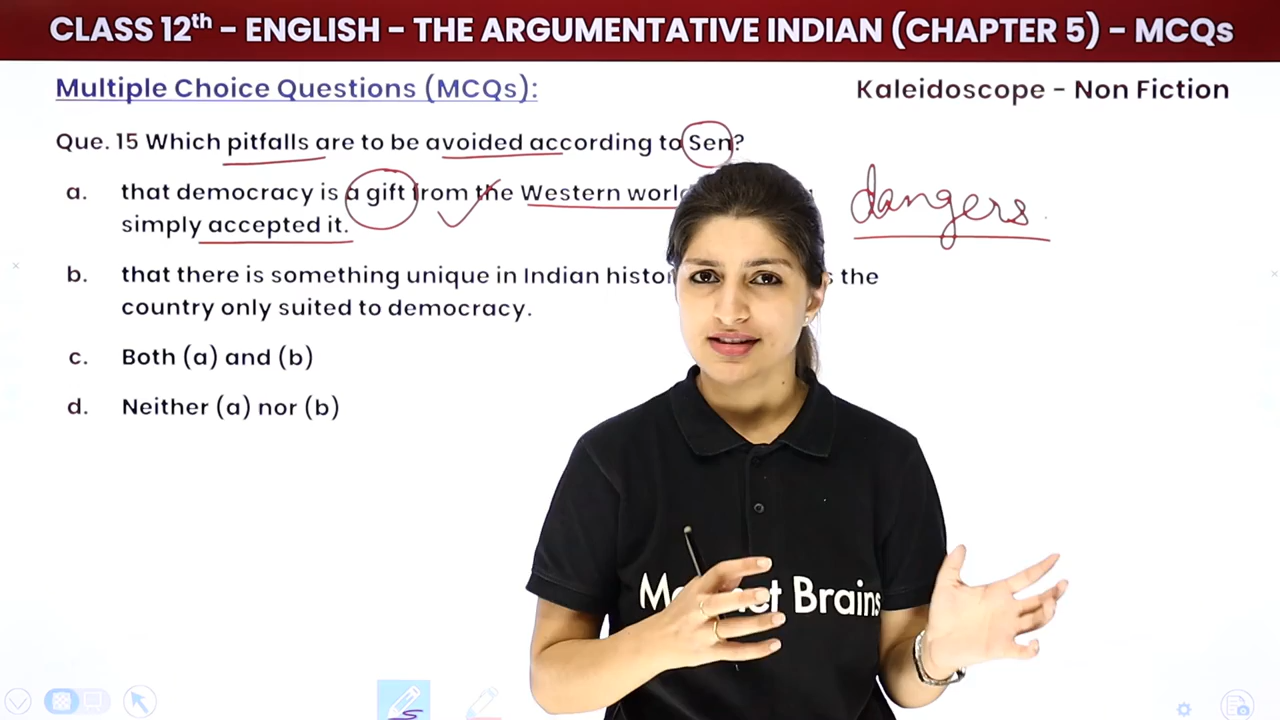 CLASS 12th - ENGLISH - THE ARGUMENTATIVE INDIAN (CHAPTER 5) - MCQs
Multiple Choice Questions (MCQs):
Kaleidoscope - Non Fiction
Que. 15 Which pitfalls are to be avoided according to Sen?
a. that democracy is a gift from the Western
simply accepted it.
dangers.
b. that there is something unique in Indian the
country only suited to democracy.
c. Both (a) and (b)
d. Neither (a) nor (b)
Brains